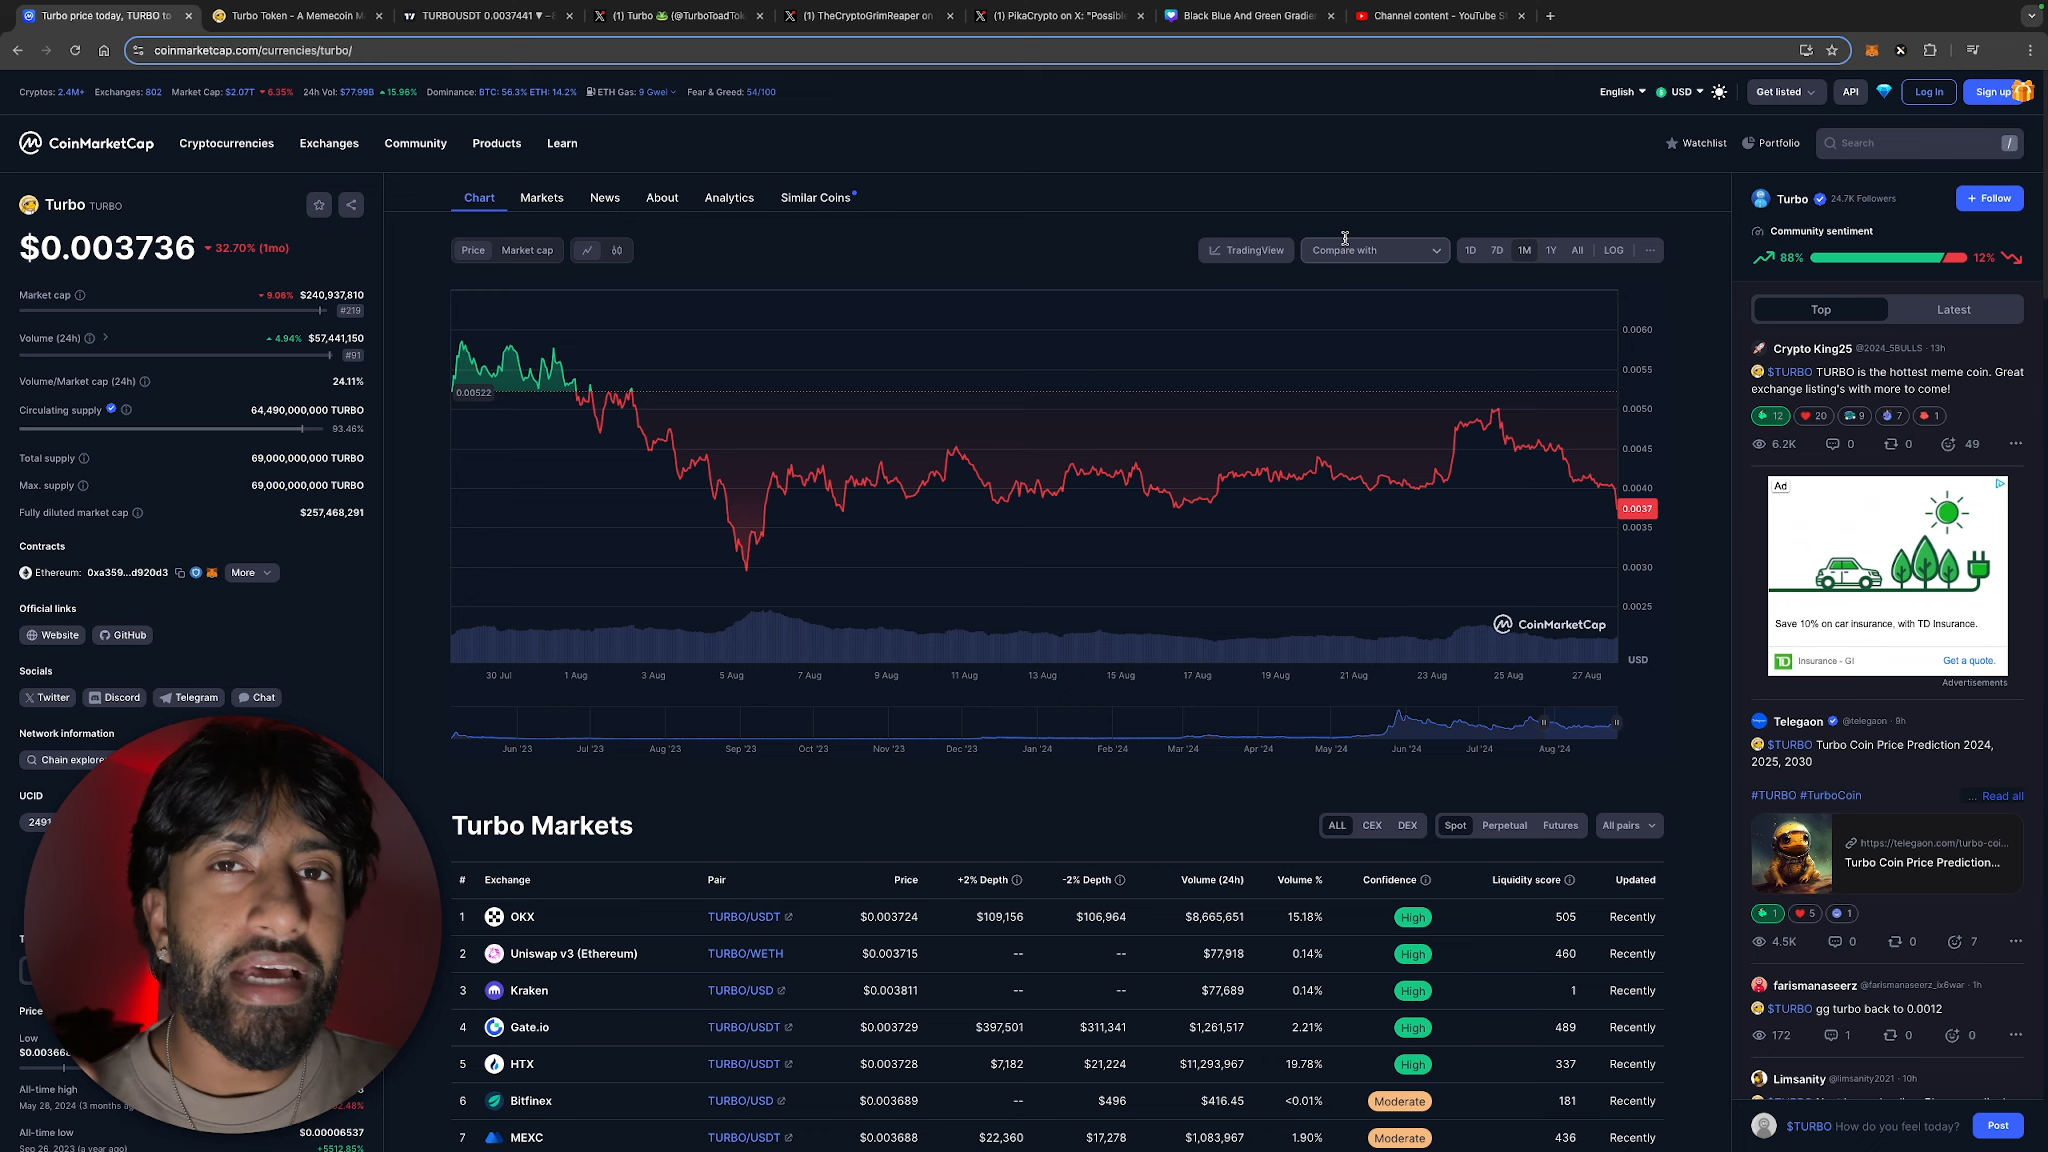 Turbo price today, TURBO to
Turbo Token - A Memecoin M
TURBOUSDT 0.0037441 ▼ −8
(1) Turbo 🐸 (@TurboToadTok
(1) TheCryptoGrimReaper on
(1) PikaCrypto on X: "Possible
Black Blue And Green Gradie
Channel content - YouTube S
coinmarketcap.com/currencies/turbo/
Cryptos: 2.4M+ Exchanges: 802 Market Cap: $2.07T ▼ 6.35% 24h Vol: $77.99B ▲ 15.96% Dominance: BTC: 56.3% ETH: 14.2% ETH Gas: 9 Gwei Fear & Greed: 54/100
English USD Get listed API Log In Sign up
CoinMarketCap Cryptocurrencies Exchanges Community Products Learn
Watchlist Portfolio Search /
Turbo TURBO
$0.003736 ▼ 32.70% (1mo)
Market cap ▼ 9.06% $240,937,810
#219
Volume (24h) ▲ 4.94% $57,441,150
#91
Volume/Market cap (24h) 24.11%
Circulating supply 64,490,000,000 TURBO
93.46%
Total supply 69,000,000,000 TURBO
Max. supply 69,000,000,000 TURBO
Fully diluted market cap $257,468,291
Contracts
Ethereum: 0xa359...d920d3 More
Official links
Website GitHub
Socials
Twitter Discord Telegram Chat
Network information
Chain explore
UCID
2491
T
Price
Low
$0.003668
All-time high
May 28, 2024 (3 months ag
All-time low $0.00006537
Sep 26, 2023 (a year ago) +5512.85%
Chart Markets News About Analytics Similar Coins
Price Market cap
TradingView Compare with 1D 7D 1M 1Y All LOG ...
0.0060
0.0055
0.00522
0.0050
0.0045
0.0040
0.0037
0.0035
0.0030
0.0025
CoinMarketCap
USD
30 Jul 1 Aug 3 Aug 5 Aug 7 Aug 9 Aug 11 Aug 13 Aug 15 Aug 17 Aug 19 Aug 21 Aug 23 Aug 25 Aug 27 Aug
Jun '23 Jul '23 Aug '23 Sep '23 Oct '23 Nov '23 Dec '23 Jan '24 Feb '24 Mar '24 Apr '24 May '24 Jun '24 Jul '24 Aug '24
Turbo Markets
ALL CEX DEX Spot Perpetual Futures All pairs
# Exchange Pair Price +2% Depth -2% Depth Volume (24h) Volume % Confidence Liquidity score Updated
1 OKX TURBO/USDT $0.003724 $109,156 $106,964 $8,665,651 15.18% High 505 Recently
2 Uniswap v3 (Ethereum) TURBO/WETH $0.003715 -- -- $77,918 0.14% High 460 Recently
3 Kraken TURBO/USD $0.003811 -- -- $77,689 0.14% High 1 Recently
4 Gate.io TURBO/USDT $0.003729 $397,501 $311,341 $1,261,517 2.21% High 489 Recently
5 HTX TURBO/USDT $0.003728 $7,182 $21,224 $11,293,967 19.78% High 337 Recently
6 Bitfinex TURBO/USD $0.003689 -- $496 $416.45 <0.01% Moderate 181 Recently
7 MEXC TURBO/USDT $0.003688 $22,360 $17,278 $1,083,967 1.90% Moderate 436 Recently
Turbo 24.7K Followers + Follow
Community sentiment
88% 12%
Top Latest
Crypto King25 @2024_5BULLS · 13h
$TURBO TURBO is the hottest meme coin. Great
exchange listing's with more to come!
12 20 9 7 1
6.2K 0 0 49 ...
Ad
Save 10% on car insurance, with TD Insurance.
TD Insurance - GI Get a quote.
Advertisements
Telegaon @telegaon · 9h
$TURBO Turbo Coin Price Prediction 2024,
2025, 2030
#TURBO #TurboCoin ... Read all
https://telegaon.com/turbo-coi...
Turbo Coin Price Prediction...
1 5 1
4.5K 0 0 7 ...
farismanaseerz @farismanaseerz_ix6war · 1h
$TURBO gg turbo back to 0.0012
172 1 0 0 ...
Limsanity @limsanity2021 · 10h
$TURBO How do you feel today? Post